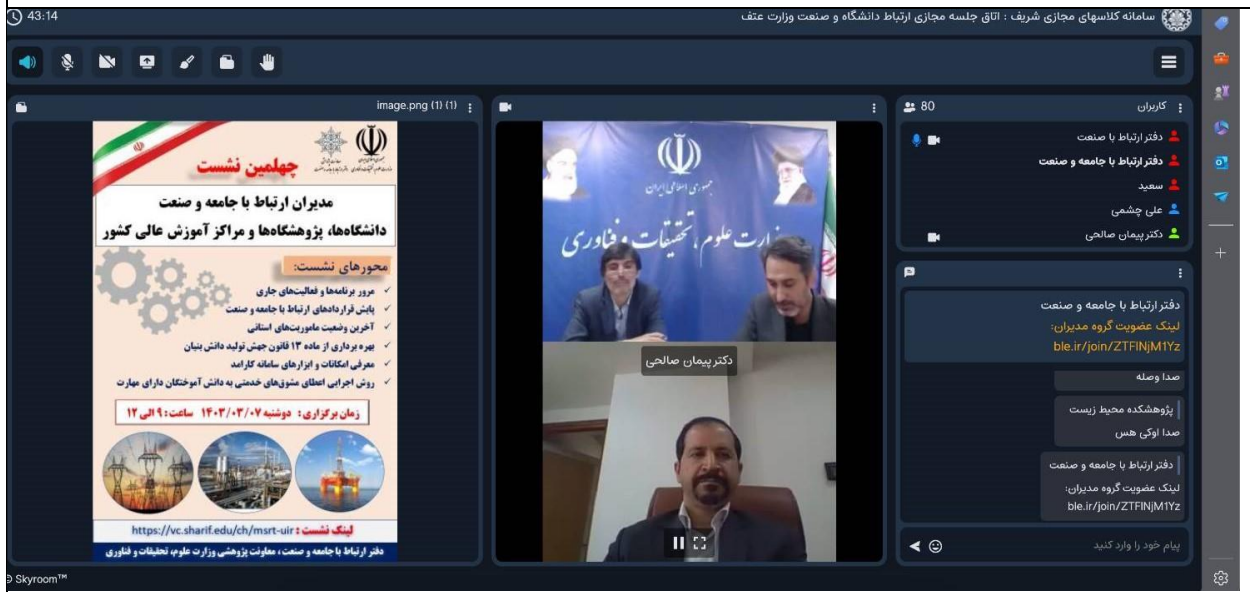 43:14
سامانه کلاسهای مجازی شریف : اتاق جلسه مجازی ارتباط دانشگاه و صنعت وزارت عتف
image.png (1) (1)
چهلمین نشست
مدیران ارتباط با جامعه و صنعت
دانشگاه‌ها، پژوهشگاه‌ها و مراکز آموزش عالی کشور
محورهای نشست:
✓ مرور برنامه‌ها و فعالیت‌های جاری
✓ پایش قراردادهای ارتباط با جامعه و صنعت
✓ آخرین وضعیت ماموریت‌های استانی
✓ بهره برداری از ماده ۱۳ قانون جهش تولید دانش بنیان
✓ معرفی امکانات و ابزارهای سامانه کارآمد
✓ روش اجرایی اعطای مشوق‌های خدمتی به دانش آموختگان دارای مهارت
زمان برگزاری: دوشنبه ۱۴۰۳/۰۳/۰۷ ساعت: ۹ الی ۱۲
لینک نشست: https://vc.sharif.edu/ch/msrt-uir
دفتر ارتباط با جامعه و صنعت، معاونت پژوهشی وزارت علوم، تحقیقات و فناوری
جمهوری اسلامی ایران
وزارت علوم، تحقیقات و فناوری
دکتر پیمان صالحی
کاربران
80
دفتر ارتباط با صنعت
دفتر ارتباط با جامعه و صنعت
سعید
علی چشمی
دکتر پیمان صالحی
دفتر ارتباط با جامعه و صنعت
لینک عضویت گروه مدیران:
ble.ir/join/ZTFlNjM1Yz
صدا وصله
پژوهشکده محیط زیست
صدا اوکی هس
دفتر ارتباط با جامعه و صنعت
لینک عضویت گروه مدیران:
ble.ir/join/ZTFlNjM1Yz
پیام خود را وارد کنید
Skyroom™